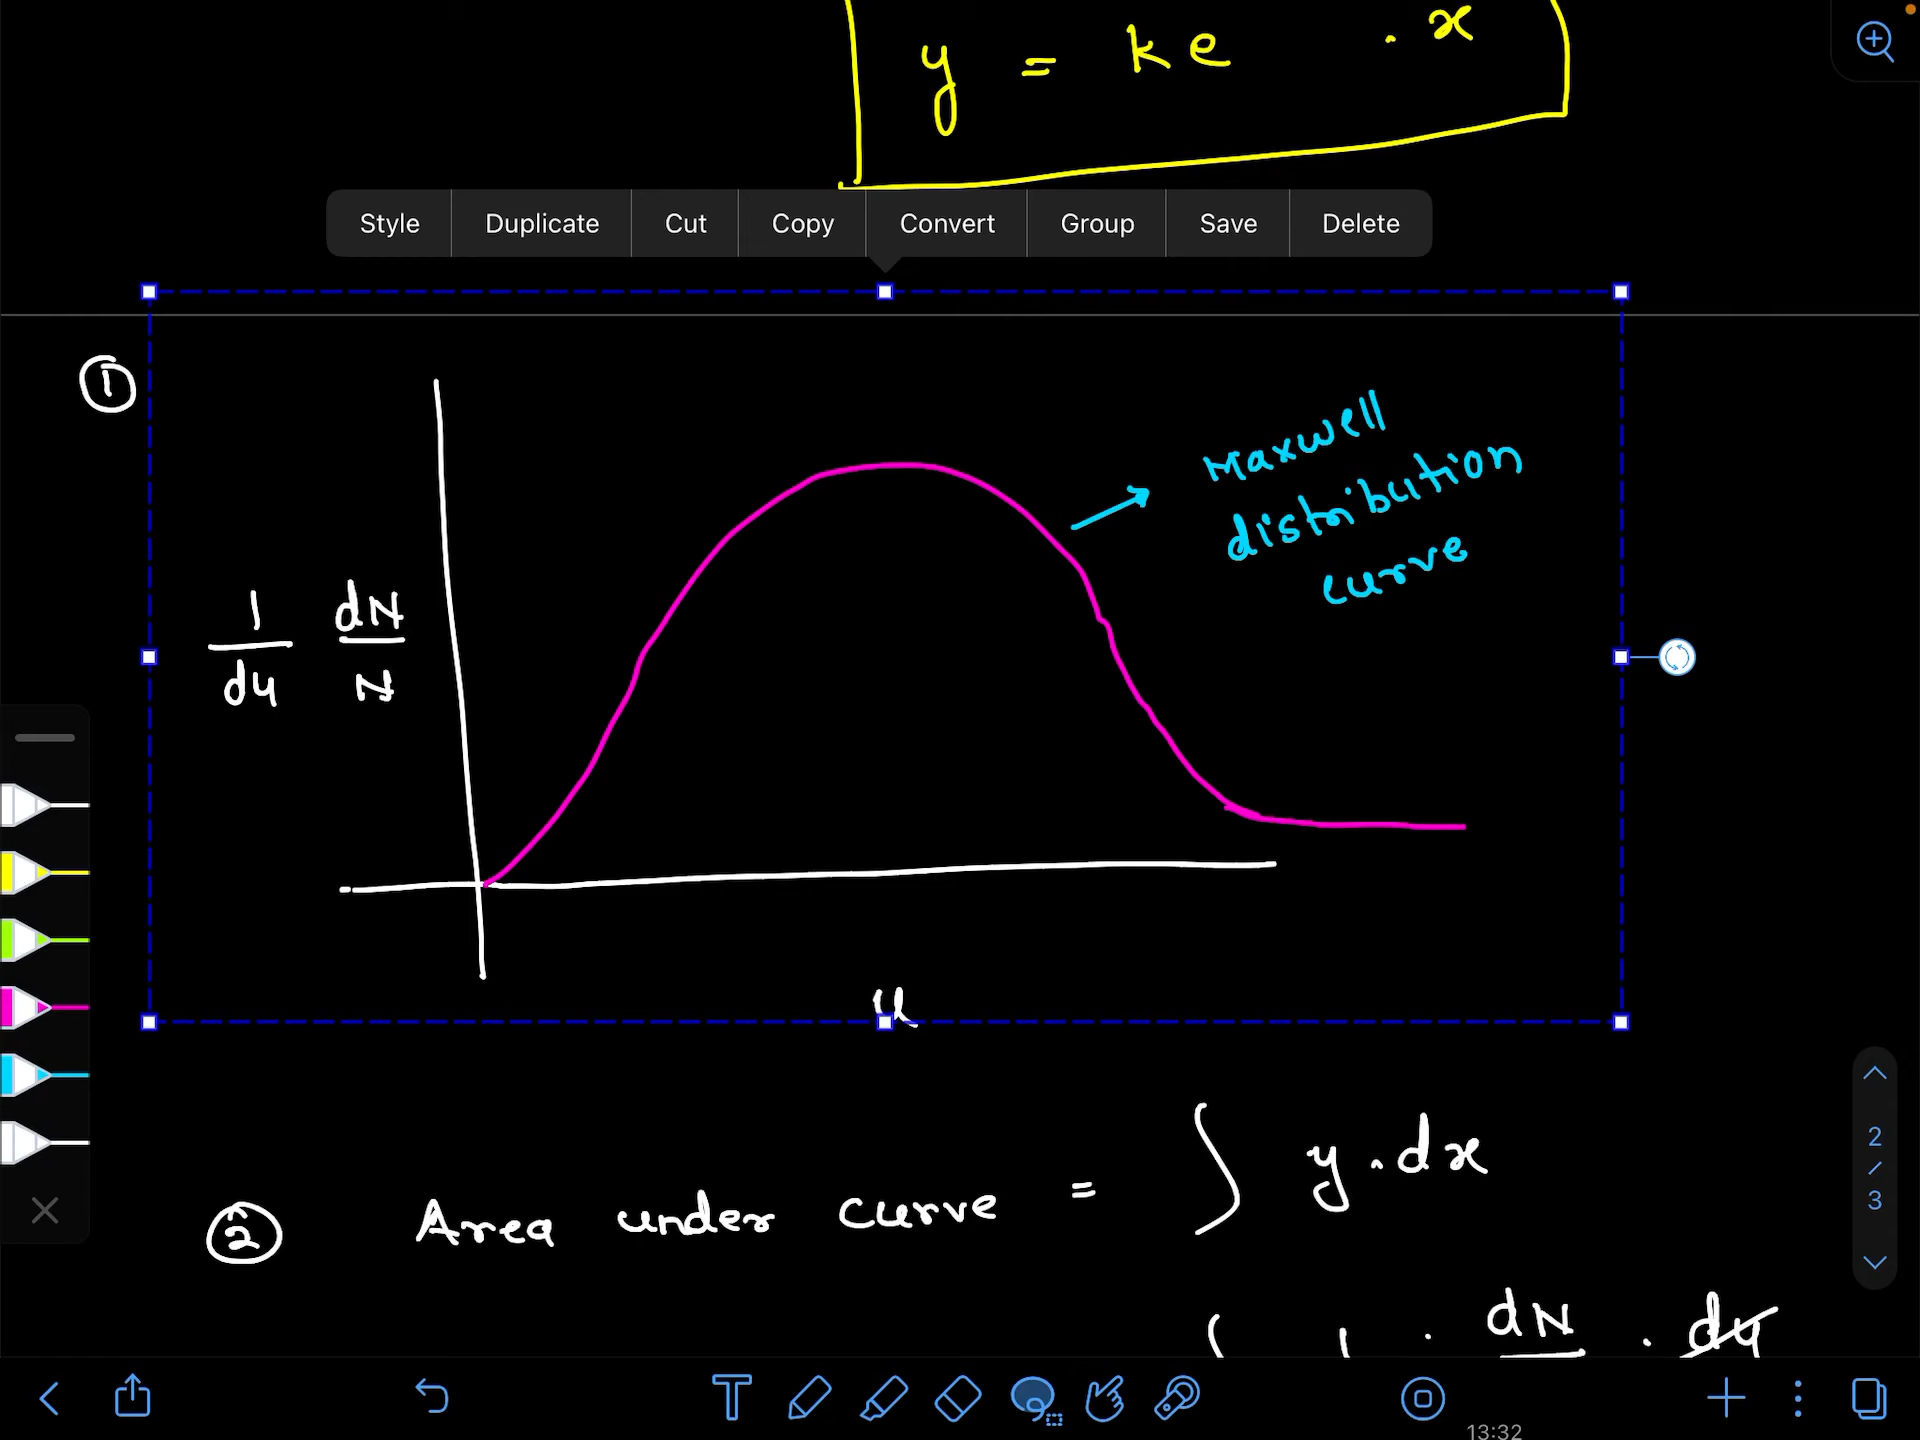 y = ke . x
Style Duplicate Cut Copy Convert Group Save Delete
①
Maxwell
distribution
curve
1/du dN/N
u
② Area under curve = ∫ y.dx
dN . du
2
/
3
13:32